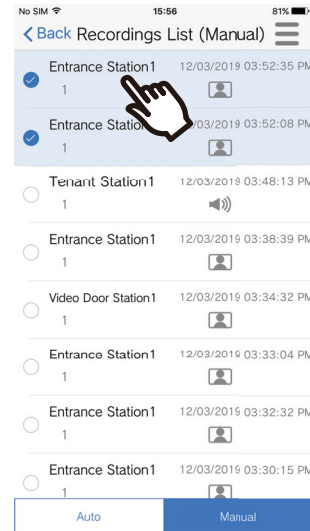 No SIM 15:56 81%
Back Recordings List (Manual)
Entrance Station1 12/03/2019 03:52:35 PM
1
Entrance Station 03/2019 03:52:08 PM
1
Tenant Station1 12/03/2019 03:48:13 PM
1
Entrance Station1 12/03/2019 03:38:39 PM
1
Video Door Station1 12/03/2019 03:34:32 PM
1
Entrance Station1 12/03/2019 03:33:04 PM
1
Entrance Station1 12/03/2019 03:32:32 PM
1
Entrance Station1 12/03/2019 03:30:15 PM
1
Auto Manual